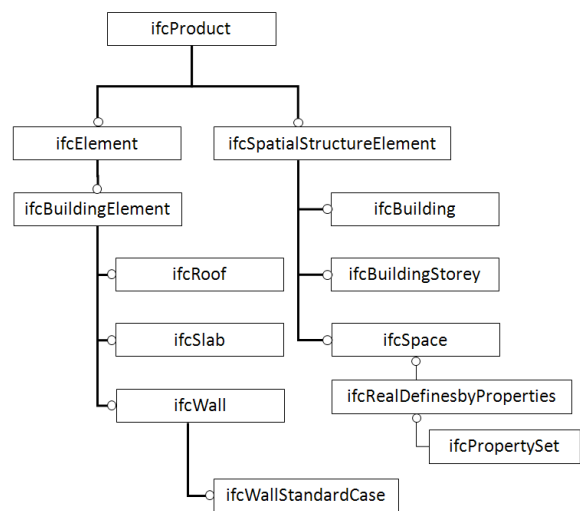 ifcProduct
ifcElement
ifcSpatialStructureElement
ifcBuildingElement
ifcBuilding
ifcRoof
ifcBuildingStorey
ifcSlab
ifcSpace
ifcRealDefinesbyProperties
ifcWall
ifcPropertySet
ifcWallStandardCase